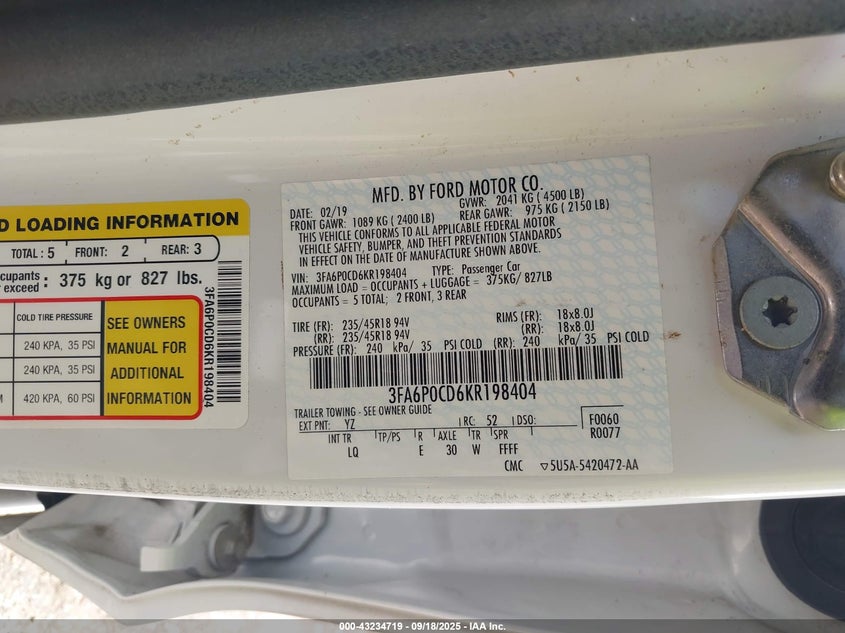 D LOADING INFORMATION
TOTAL: 5 FRONT: 2 REAR: 3
cupants
exceed : 375 kg or 827 lbs.
COLD TIRE PRESSURE
240 KPA, 35 PSI
240 KPA, 35 PSI
420 KPA, 60 PSI
SEE OWNERS
MANUAL FOR
ADDITIONAL
INFORMATION
3FA6P0CD6KR198404
MFD. BY FORD MOTOR CO.
DATE: 02/19 GVWR: 2041 KG ( 4500 LB)
FRONT GAWR: 1089 KG ( 2400 LB) REAR GAWR: 975 KG ( 2150 LB)
THIS VEHICLE CONFORMS TO ALL APPLICABLE FEDERAL MOTOR
VEHICLE SAFETY, BUMPER, AND THEFT PREVENTION STANDARDS
IN EFFECT ON THE DATE OF MANUFACTURE SHOWN ABOVE.
VIN: 3FA6P0CD6KR198404 TYPE: Passenger Car
MAXIMUM LOAD = OCCUPANTS + LUGGAGE = 375KG/ 827LB
OCCUPANTS = 5 TOTAL; 2 FRONT, 3 REAR
TIRE (FR): 235/45R18 94V RIMS (FR): 18x8.0J
(RR): 235/45R18 94V (RR): 18x8.0J
PRESSURE (FR): 240 kPa/ 35 PSI COLD (RR): 240 kPa/ 35 PSI COLD
3FA6P0CD6KR198404
TRAILER TOWING - SEE OWNER GUIDE
EXT PNT: YZ RC: 52 DSO: F0060
R0077
INT TR TP/PS R AXLE TR SPR
LQ E 30 W FFFF
CMC 5U5A-5420472-AA
000-43234719 - 09/18/2025 - IAA Inc.